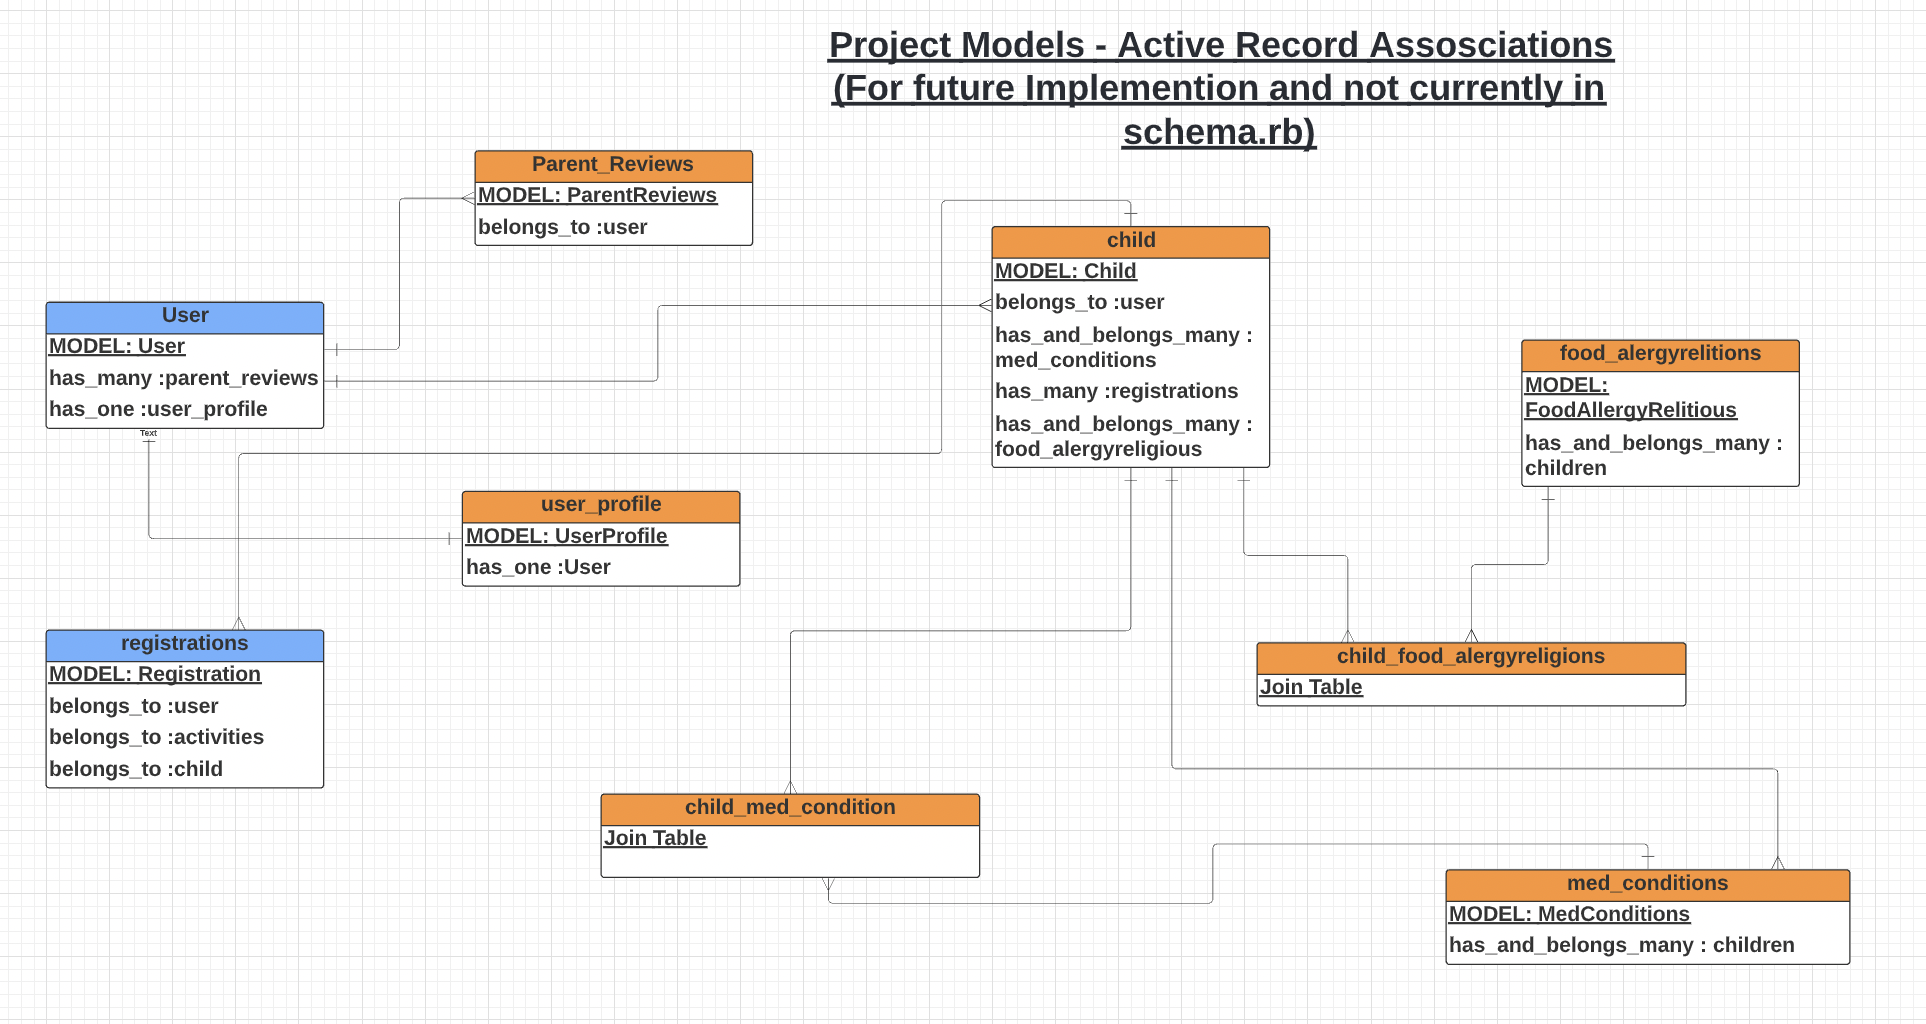 Project Models - Active Record Assosciations
(For future Implemention and not currently in
schema.rb)
Parent_Reviews
MODEL: ParentReviews
belongs_to :user
child
MODEL: Child
belongs_to :user
has_and_belongs_many :
med_conditions
has_many :registrations
has_and_belongs_many :
food_alergyreligious
User
MODEL: User
has_many :parent_reviews
has_one :user_profile
Text
food_alergyrelitions
MODEL:
FoodAllergyRelitious
has_and_belongs_many :
children
user_profile
MODEL: UserProfile
has_one :User
registrations
MODEL: Registration
belongs_to :user
belongs_to :activities
belongs_to :child
child_food_alergyreligions
Join Table
child_med_condition
Join Table
med_conditions
MODEL: MedConditions
has_and_belongs_many : children